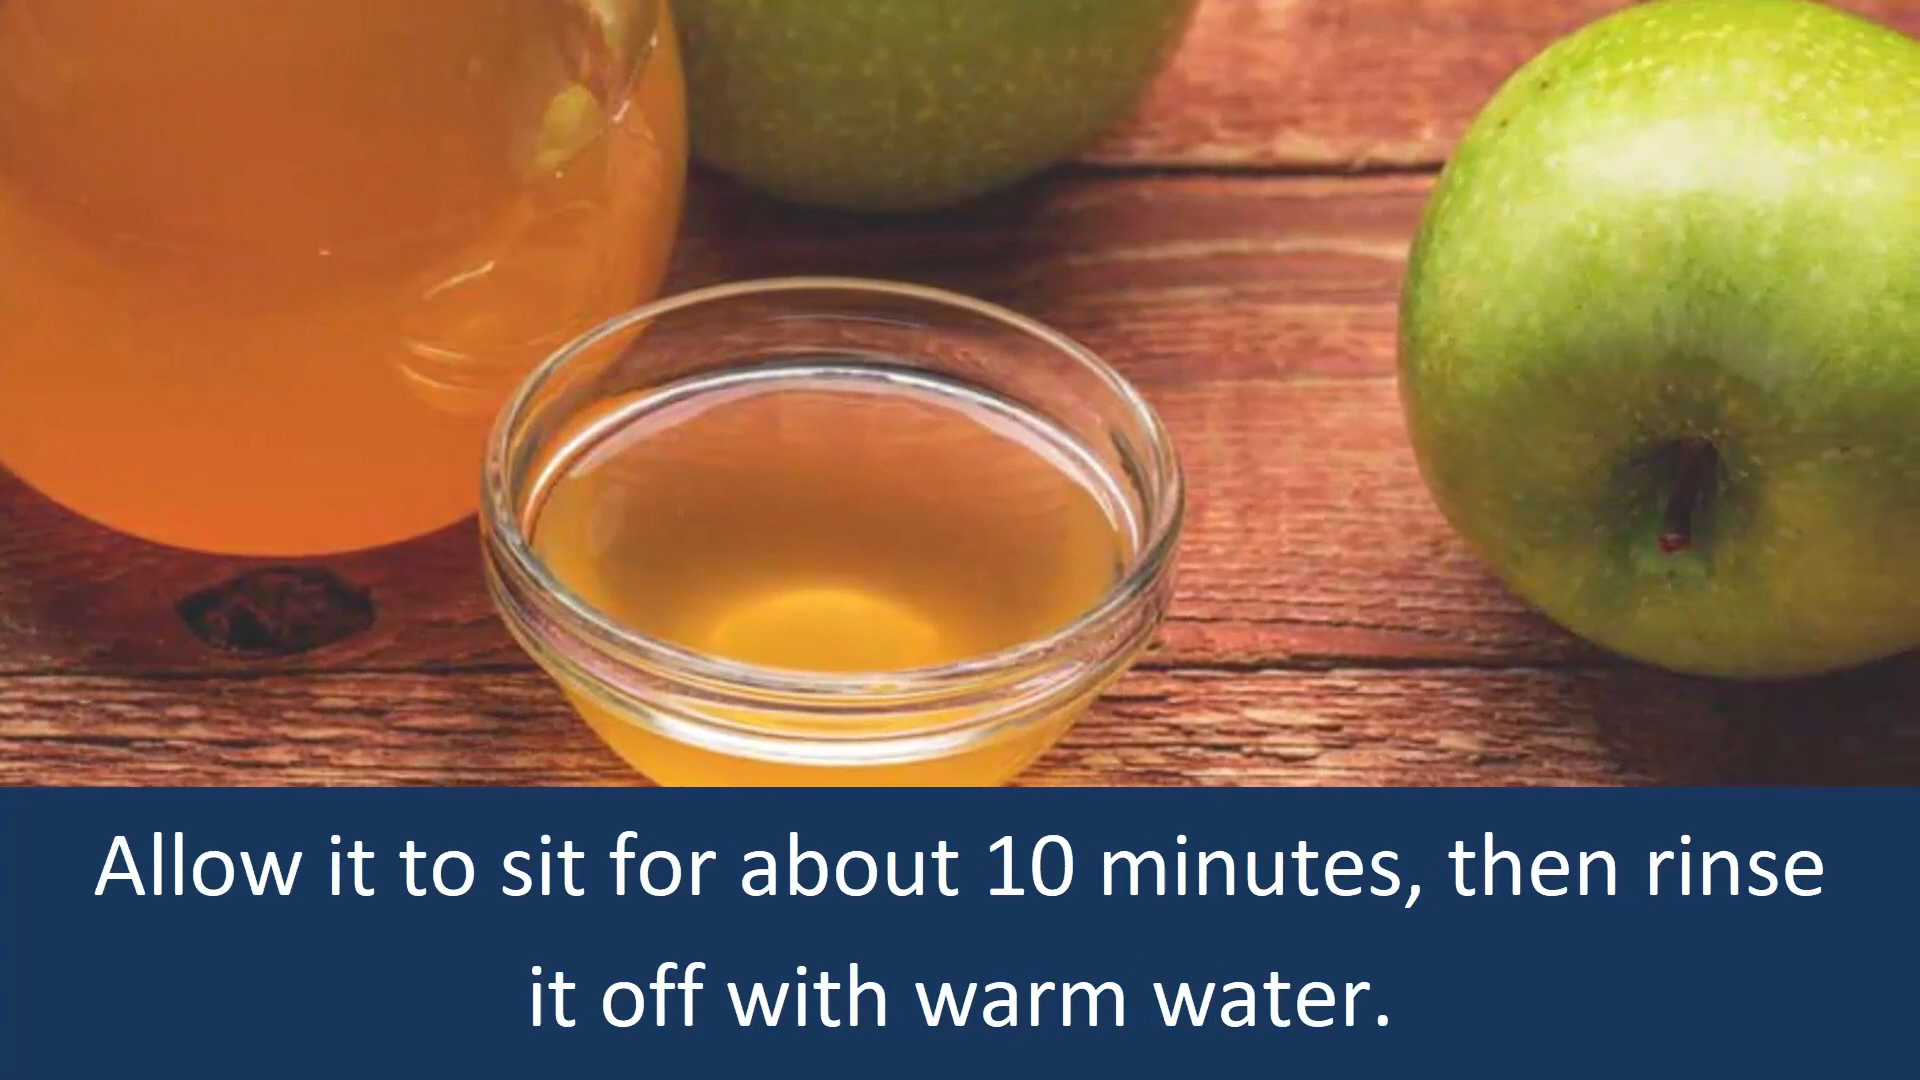 Allow it to sit for about 10 minutes, then rinse
it off with warm water.